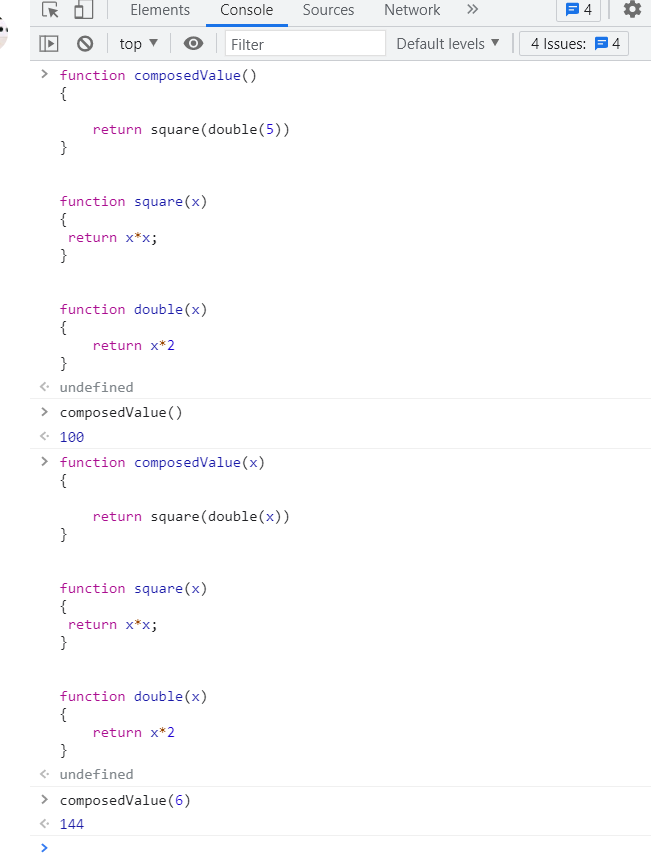 Elements Console Sources Network » 4
top ▼ Filter Default levels ▼ 4 Issues: 4
> function composedValue()
{
return square(double(5))
}
function square(x)
{
return x*x;
}
function double(x)
{
return x*2
}
undefined
> composedValue()
100
> function composedValue(x)
{
return square(double(x))
}
function square(x)
{
return x*x;
}
function double(x)
{
return x*2
}
undefined
> composedValue(6)
144
>